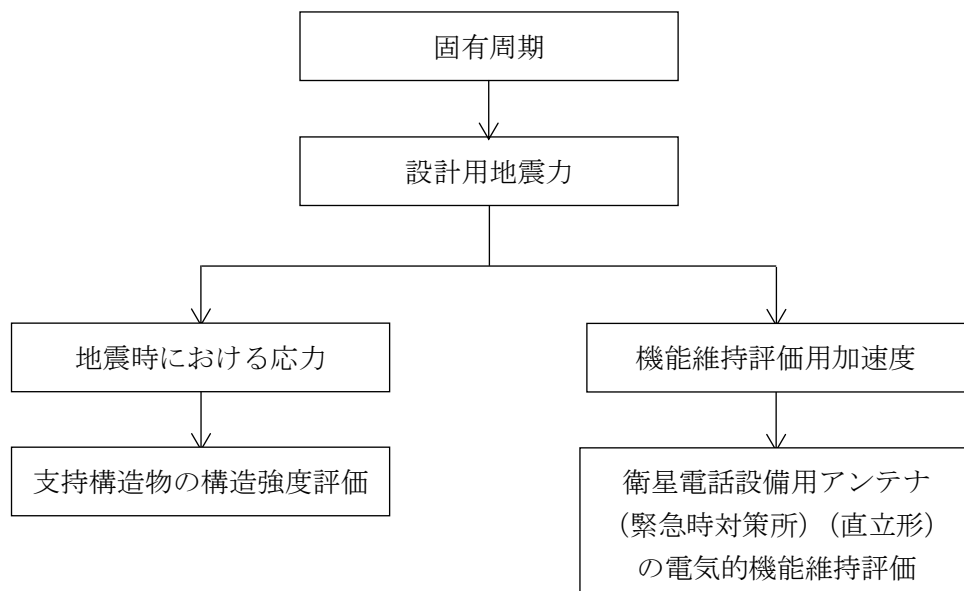 固有周期
設計用地震力
地震時における応力
機能維持評価用加速度
支持構造物の構造強度評価
衛星電話設備用アンテナ
（緊急時対策所）（直立形）
の電気的機能維持評価